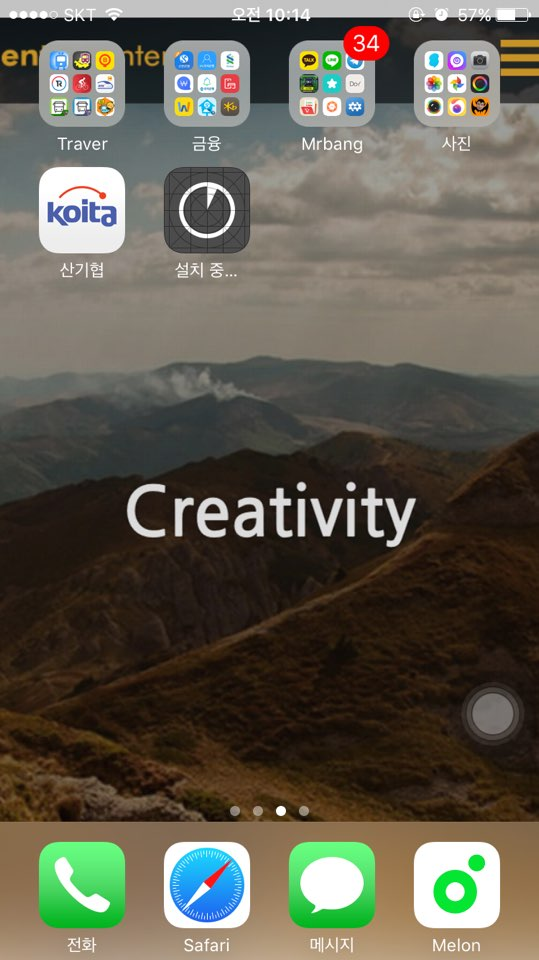 SKT 오전 10:14 57%
34
Traver 금융 Mrbang 사진
koita
산기협 설치 중...
Creativity
전화 Safari 메시지 Melon